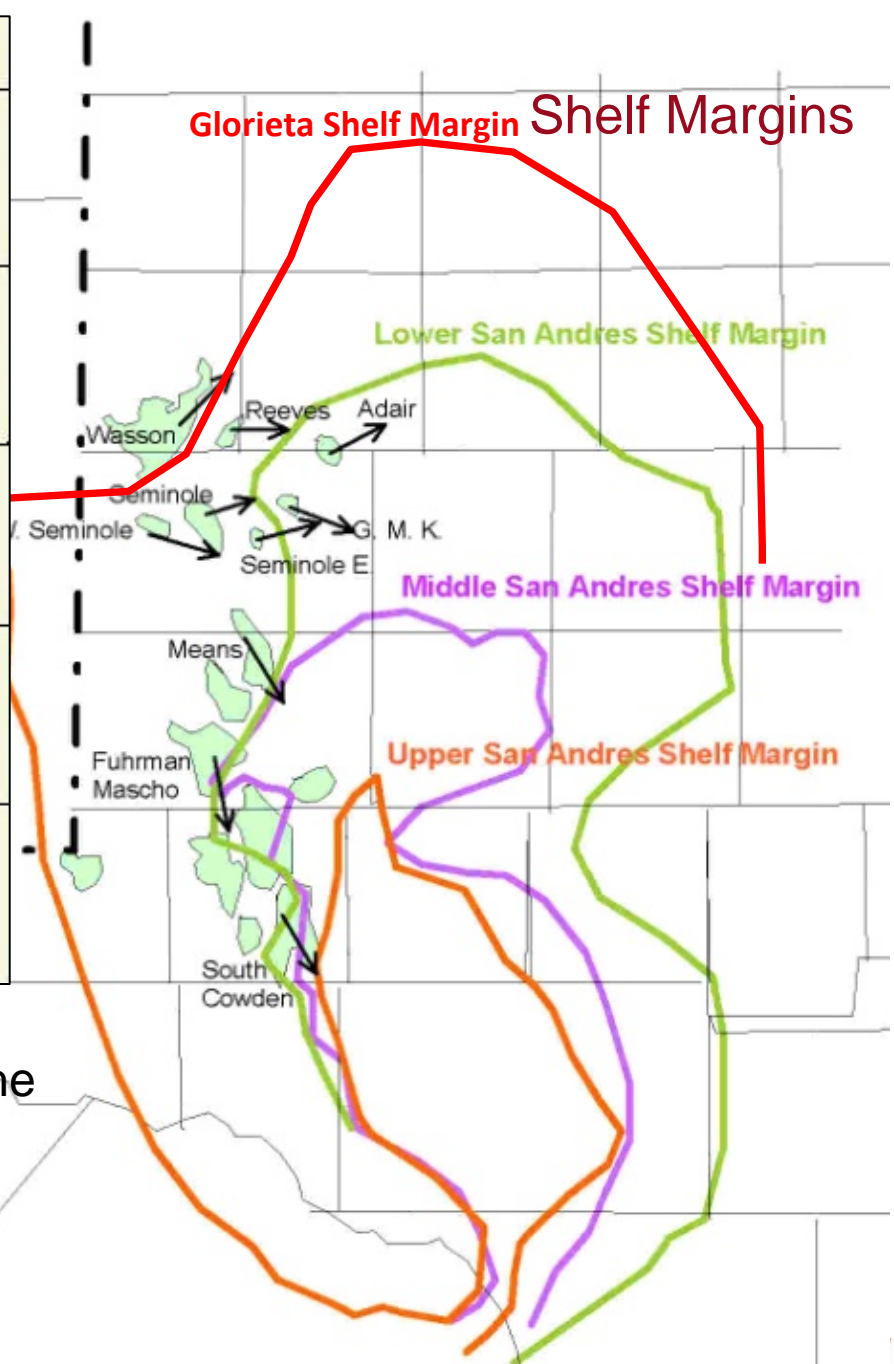 Glorieta Shelf Margin Shelf Margins
Lower San Andres Shelf Margin
Reeves
Adair
Wasson
Seminole
. Seminole
G. M. K.
Seminole E.
Middle San Andres Shelf Margin
Means
Upper San Andres Shelf Margin
Fuhrman
Mascho
South
Cowden
ne